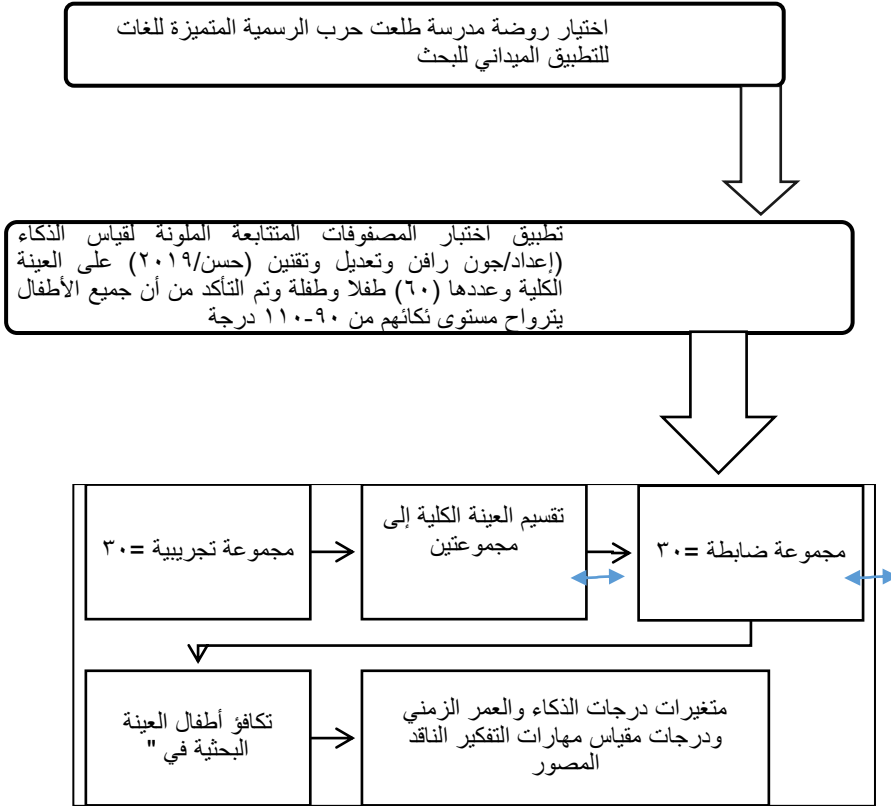 اختيار روضة مدرسة طلعت حرب الرسمية المتميزة للغات
للتطبيق الميداني للبحث
تطبيق اختبار المصفوفات المتتابعة الملونة لقياس الذكاء
(إعداد/جون رافن وتعديل وتقنين (حسن/٢٠١٩) على العينة
الكلية وعددها (٦٠) طفلا وطفلة وتم التأكد من أن جميع الأطفال
يترواح مستوى ذكائهم من ٩٠-١١٠ درجة
مجموعة ضابطة =٣٠
تقسيم العينة الكلية إلى
مجموعتين
مجموعة تجريبية =٣٠
تكافؤ أطفال العينة
البحثية في "
متغيرات درجات الذكاء والعمر الزمني
ودرجات مقياس مهارات التفكير الناقد
المصور